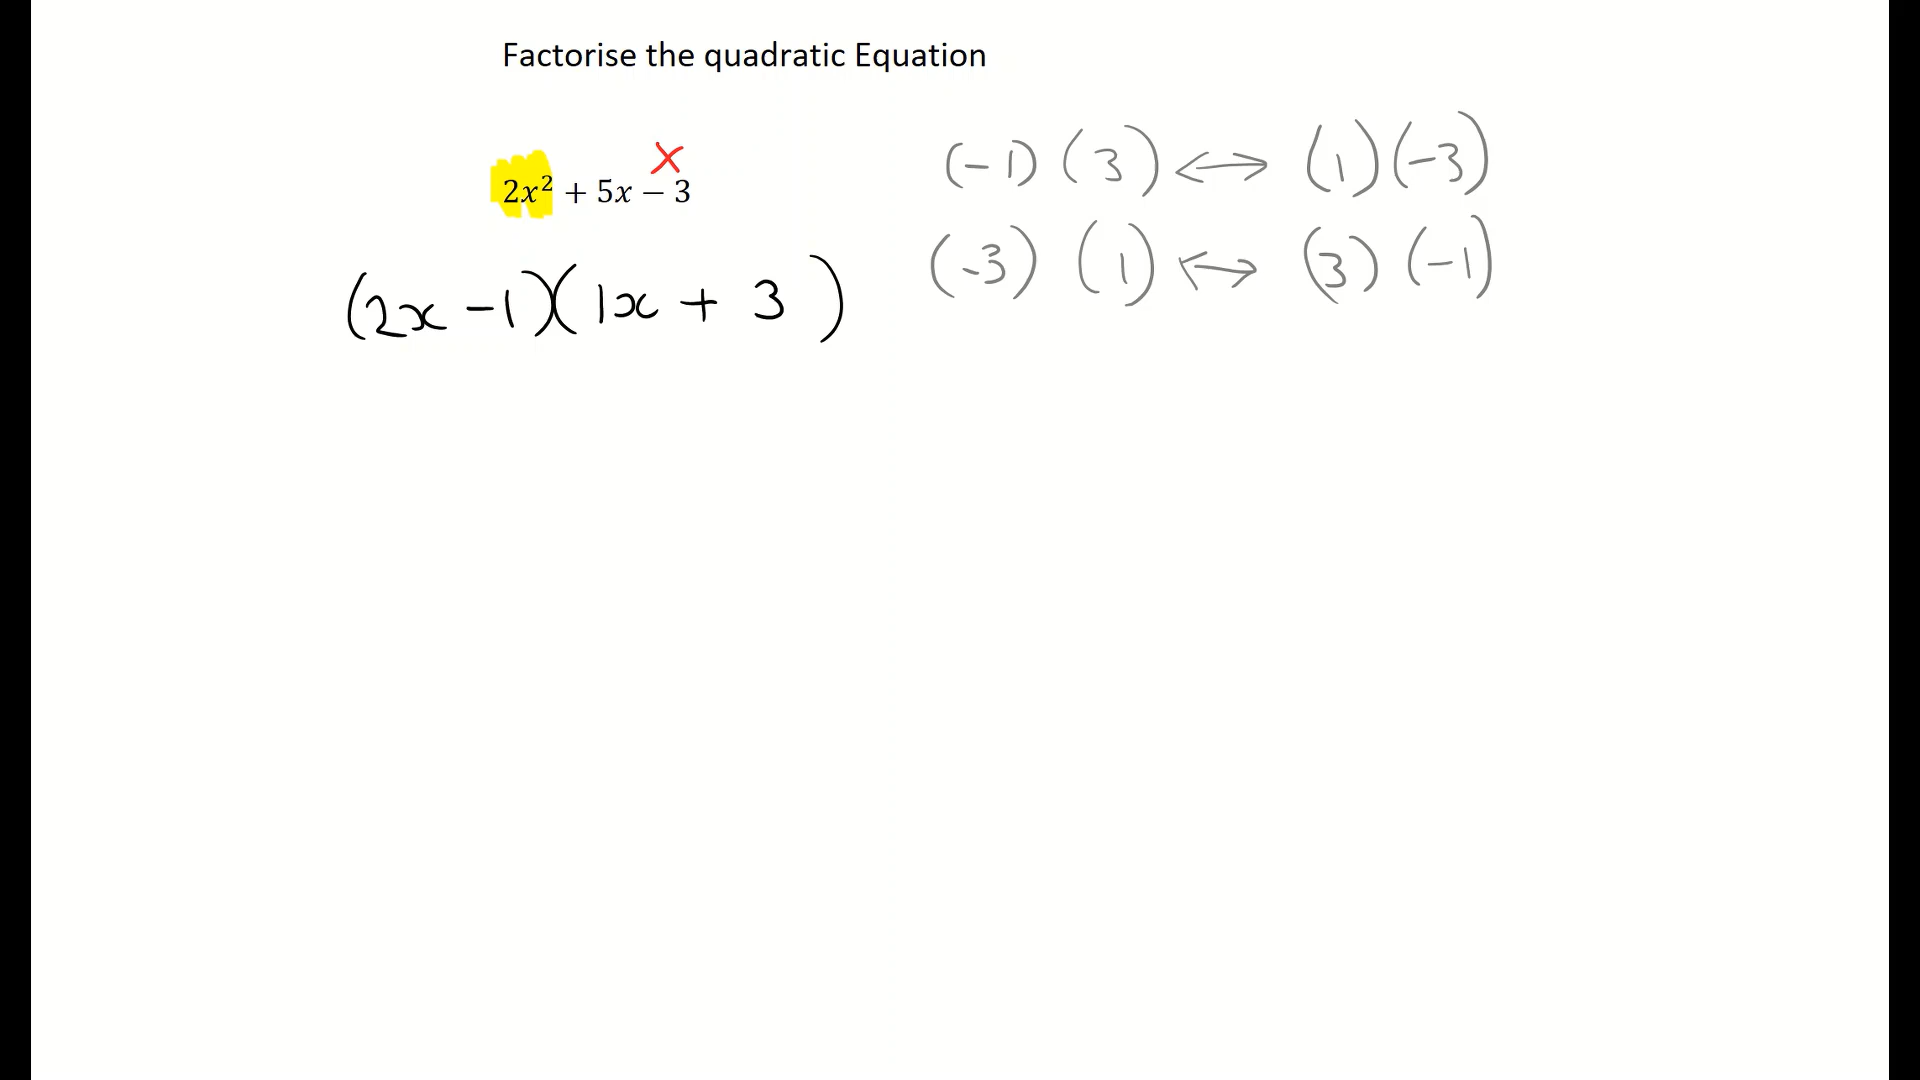 Factorise the quadratic Equation
×
2x² + 5x − 3
(2x −1)(1x + 3)
(−1) (3) ⟷ (1)(−3)
(−3) (1) ⟷ (3)(−1)